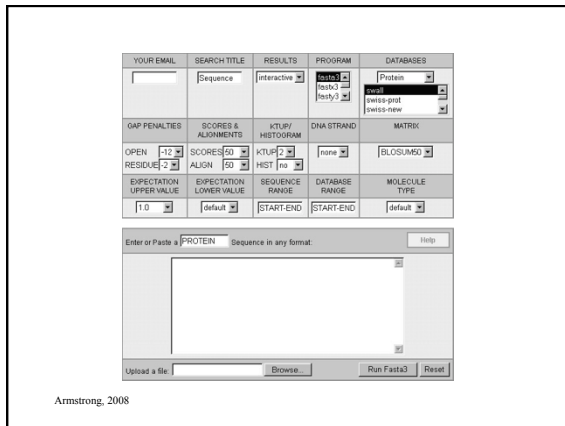 YOUR EMAIL SEARCH TITLE RESULTS PROGRAM DATABASES
Sequence interactive fasta3 Protein
fastx3 swall
fasty3 swiss-prot
swiss-new
GAP PENALTIES SCORES & ALIGNMENTS KTUP/ HISTOGRAM DNA STRAND MATRIX
OPEN -12 SCORES 50 KTUP 2 none BLOSUM50
RESIDUE -2 ALIGN 50 HIST no
EXPECTATION UPPER VALUE EXPECTATION LOWER VALUE SEQUENCE RANGE DATABASE RANGE MOLECULE TYPE
1.0 default START-END START-END default
Enter or Paste a PROTEIN Sequence in any format: Help
Upload a file: Browse... Run Fasta3 Reset
Armstrong, 2008